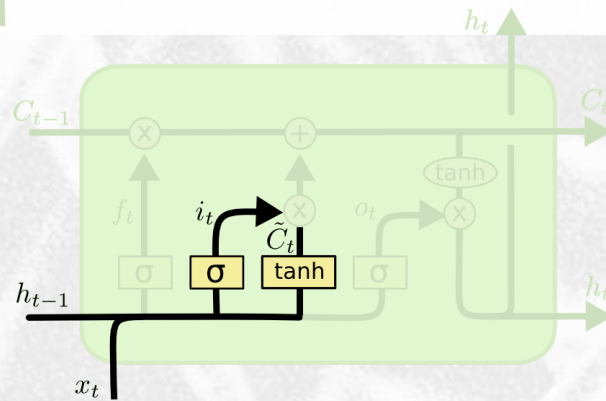 h_t
C_{t-1}
C_t
x
+
tanh
f_t
i_t
x
o_t
x
C̃_t
σ
σ
tanh
σ
h_{t-1}
h_t
x_t